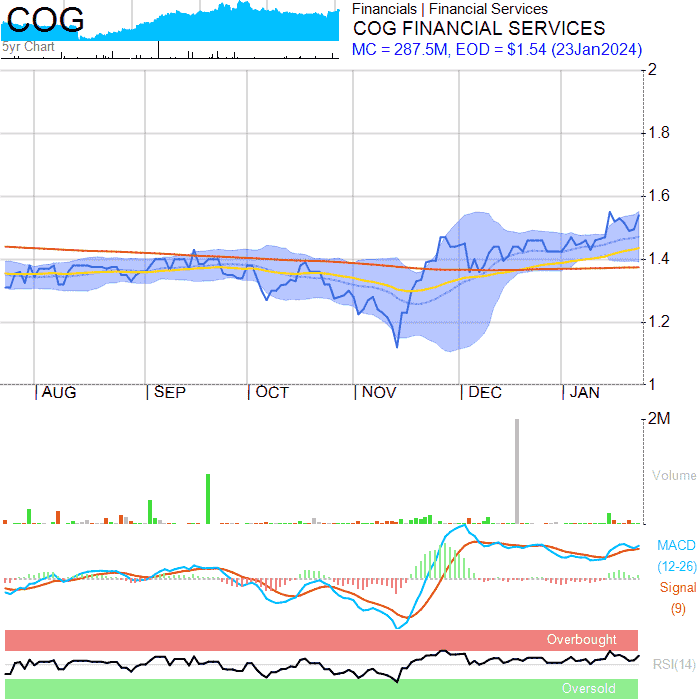 COG
5yr Chart
Financials | Financial Services
COG FINANCIAL SERVICES
MC = 287.5M, EOD = $1.54 (23Jan2024)
2
1.8
1.6
1.4
1.2
1
AUG
SEP
OCT
NOV
DEC
JAN
2M
Volume
MACD
(12-26)
Signal
(9)
Overbought
RSI(14)
Oversold